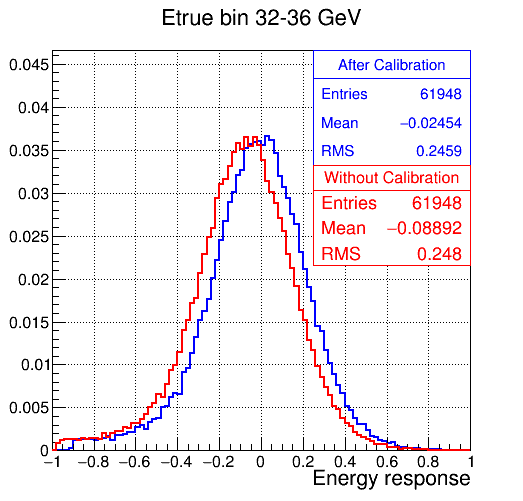 Etrue bin 32-36 GeV
After Calibration
Entries 61948
Mean −0.02454
RMS 0.2459
Without Calibration
Entries 61948
Mean −0.08892
RMS 0.248
0.045
0.04
0.035
0.03
0.025
0.02
0.015
0.01
0.005
0
−1 −0.8 −0.6 −0.4 −0.2 0 0.2 0.4 0.6 0.8 1
Energy response